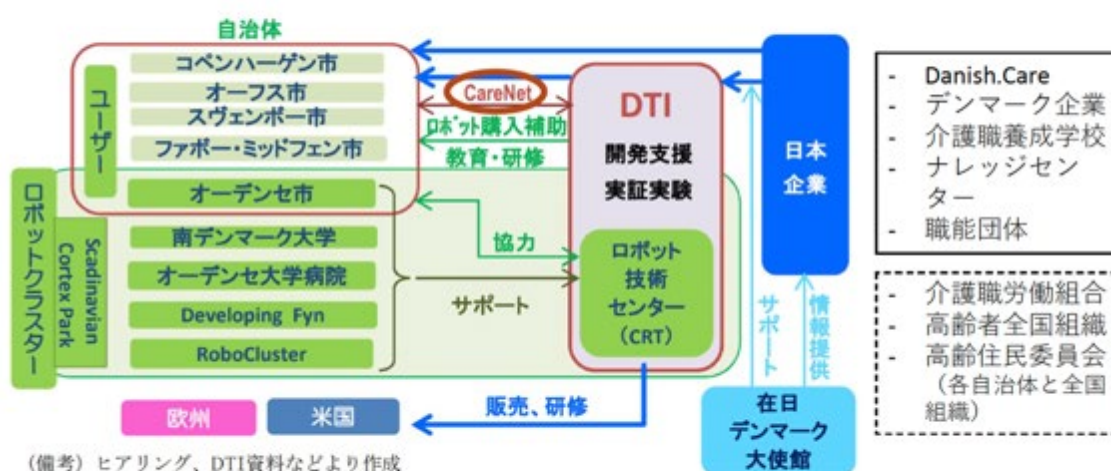 自治体
ユーザー
コペンハーゲン市
オーフス市
スヴェンボー市
ファボー・ミッドフェン市
オーデンセ市
ロボットクラスター
Scadinavian
Cortex Park
南デンマーク大学
オーデンセ大学病院
Developing Fyn
RoboCluster
CareNet
ロボット購入補助
教育・研修
協力
サポート
DTI
開発支援
実証実験
ロボット
技術
センター
(CRT)
日本
企業
サポート
情報提供
在日
デンマーク
大使館
販売、研修
欧州
米国
- Danish.Care
- デンマーク企業
- 介護職養成学校
- ナレッジセン
ター
- 職能団体
- 介護職労働組合
- 高齢者全国組織
- 高齢住民委員会
（各自治体と全国
組織）
（備考）ヒアリング、DTI資料などより作成